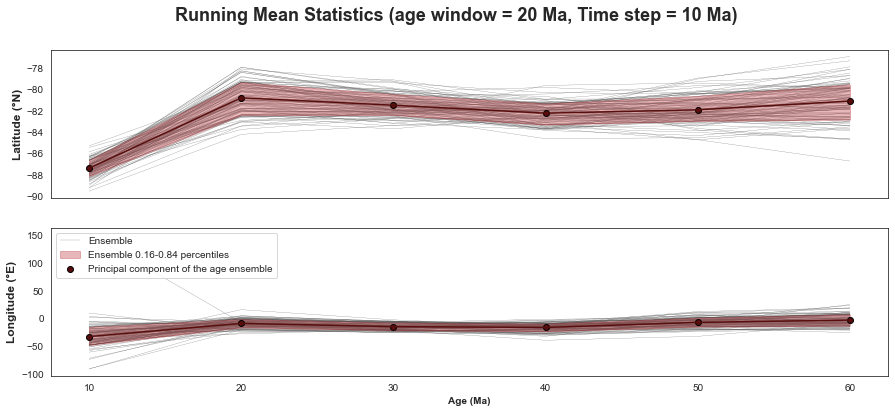 Running Mean Statistics (age window = 20 Ma, Time step = 10 Ma)
Latitude (°N)
−78
−80
−82
−84
−86
−88
−90
Longitude (°E)
150
100
50
0
−50
−100
Ensemble
Ensemble 0.16-0.84 percentiles
Principal component of the age ensemble
10 20 30 40 50 60
Age (Ma)